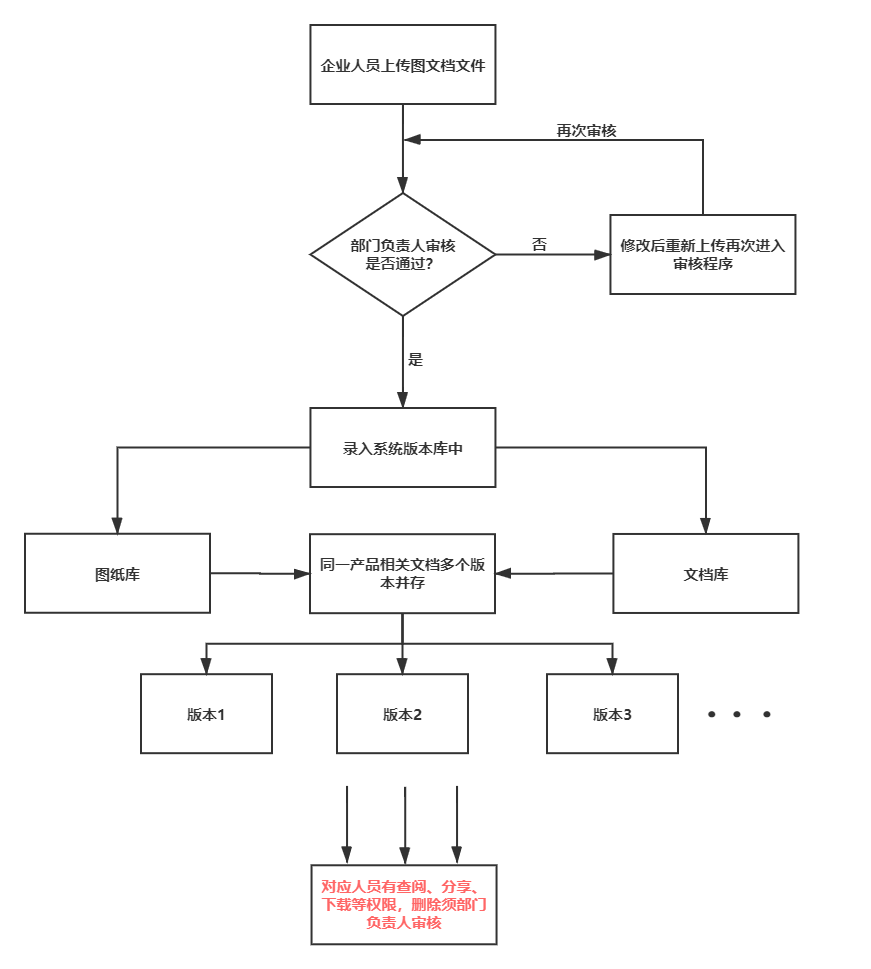 企业人员上传图文档文件
再次审核
部门负责人审核
是否通过？
否
修改后重新上传再次进入
审核程序
是
录入系统版本库中
图纸库
同一产品相关文档多个版
本并存
文档库
版本1
版本2
版本3
• • •
对应人员有查阅、分享、
下载等权限，删除须部门
负责人审核